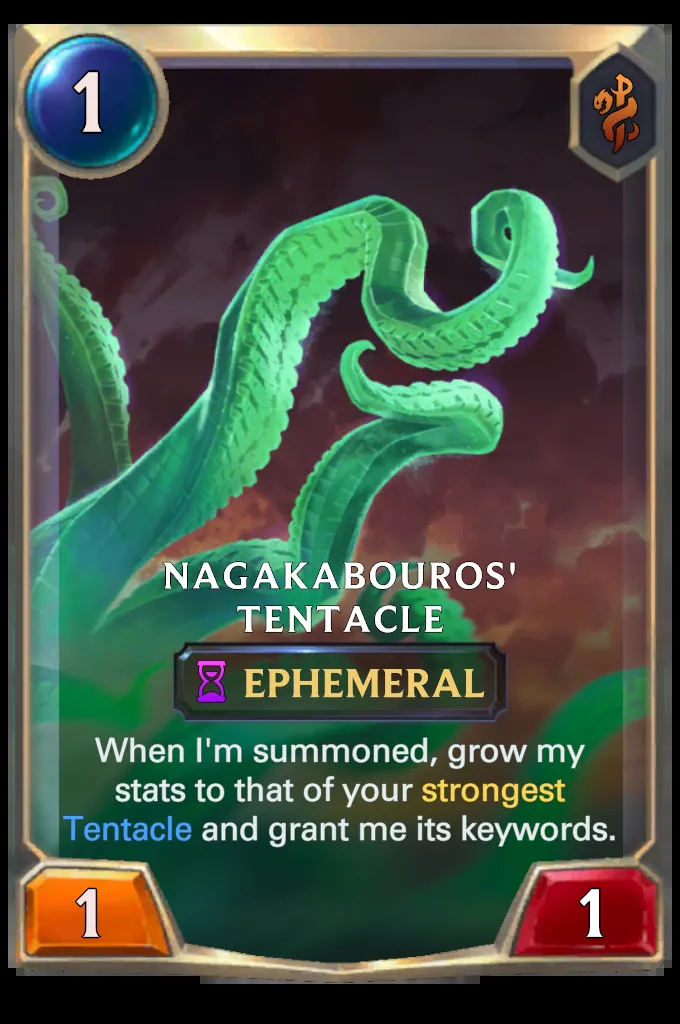 1
NAGAKABOUROS'
TENTACLE
EPHEMERAL
When I'm summoned, grow my
stats to that of your strongest
Tentacle and grant me its keywords.
1
1